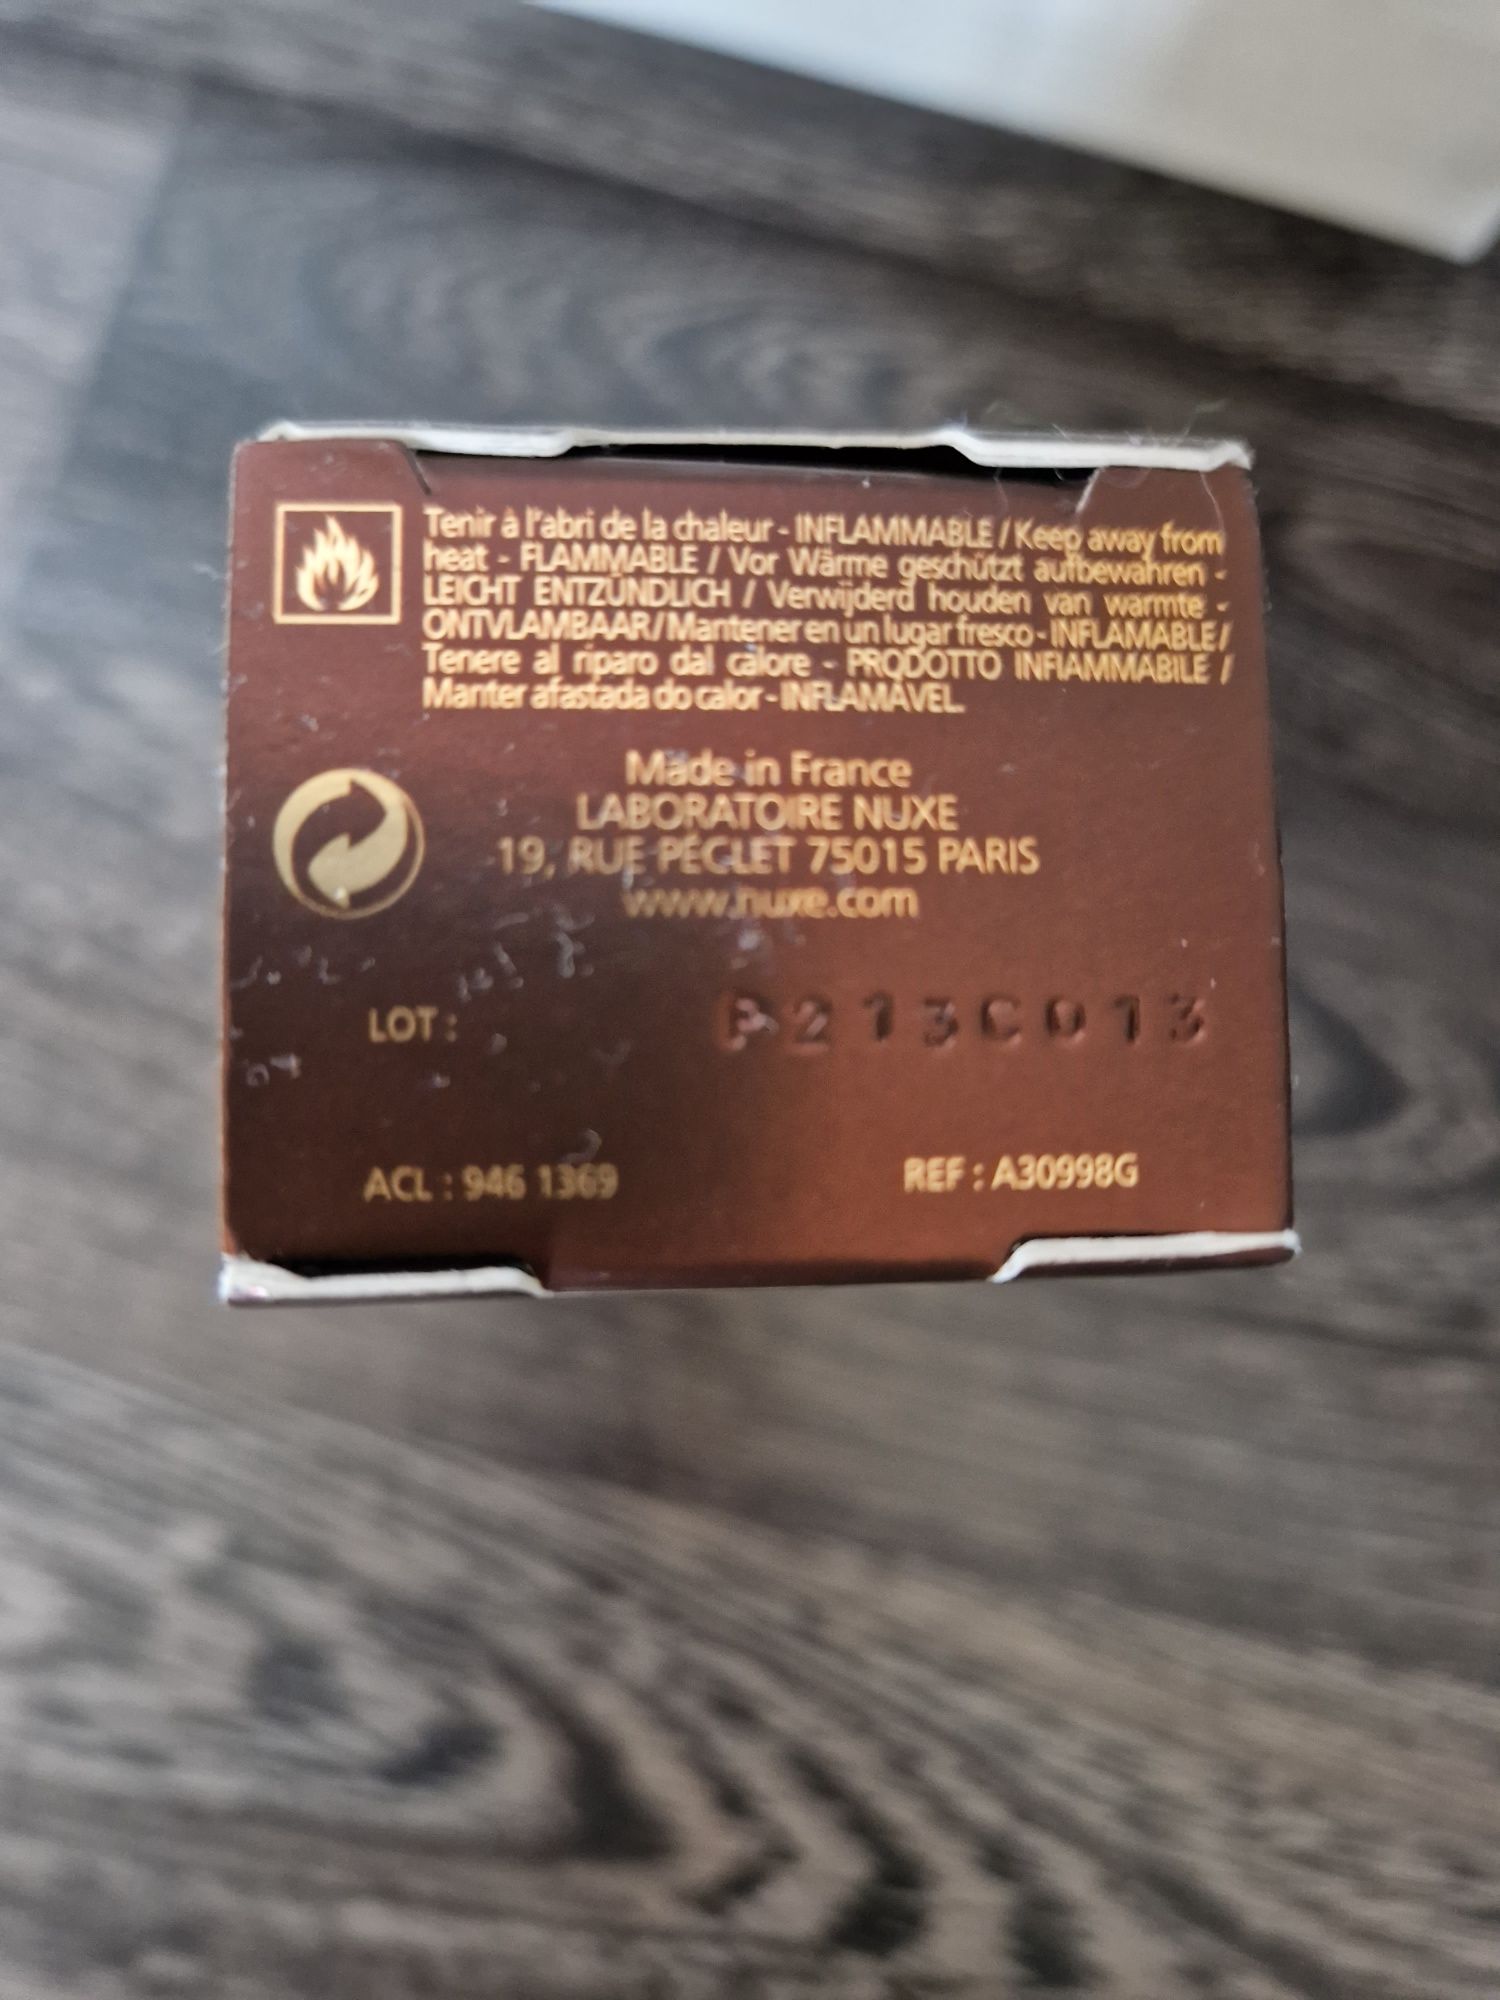 Tenir à l'abri de la chaleur - INFLAMMABLE / Keep away from
heat - FLAMMABLE / Vor Wärme geschützt aufbewahren -
LEICHT ENTZÜNDLICH / Verwijderd houden van warmte -
ONTVLAMBAAR / Mantener en un lugar fresco - INFLAMABLE /
Tenere al riparo dal calore - PRODOTTO INFIAMMABILE /
Manter afastada do calor - INFLAMÁVEL.
Made in France
LABORATOIRE NUXE
19, RUE PÉCLET 75015 PARIS
www.nuxe.com
LOT : P213C013
ACL : 946 1369 REF : A30998G